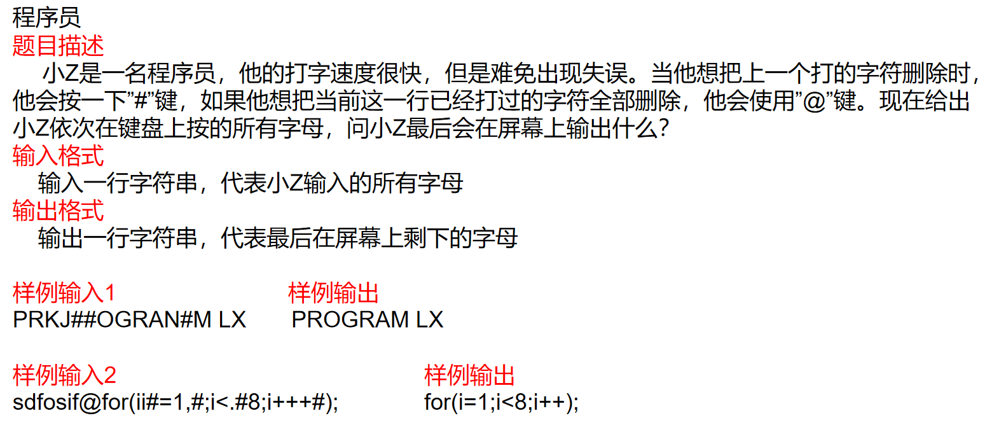 程序员
题目描述
小Z是一名程序员，他的打字速度很快，但是难免出现失误。当他想把上一个打的字符删除时，
他会按一下”#”键，如果他想把当前这一行已经打过的字符全部删除，他会使用”@”键。现在给出
小Z依次在键盘上按的所有字母，问小Z最后会在屏幕上输出什么？
输入格式
输入一行字符串，代表小Z输入的所有字母
输出格式
输出一行字符串，代表最后在屏幕上剩下的字母
样例输入1 样例输出
PRKJ##OGRAN#M LX PROGRAM LX
样例输入2 样例输出
sdfosif@for(ii#=1,#;i<.#8;i+++#); for(i=1;i<8;i++);